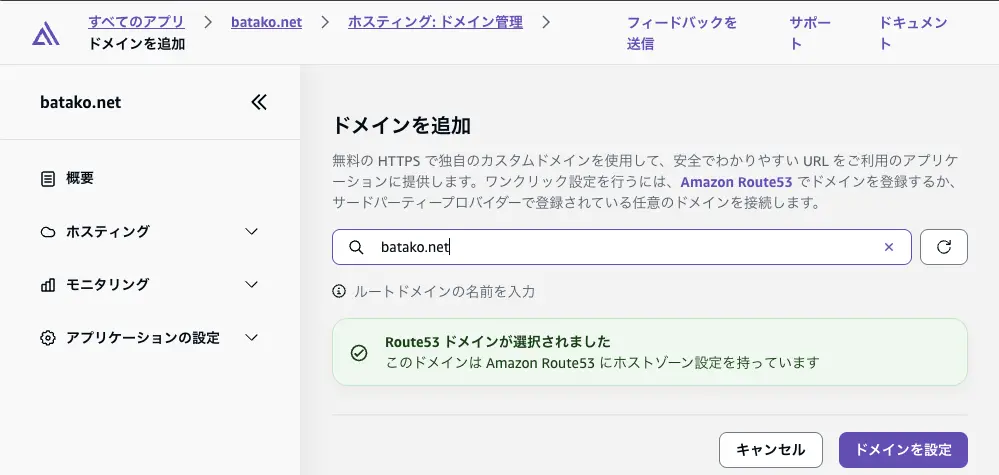 すべてのアプリ
batako.net
ホスティング: ドメイン管理
ドメインを追加
フィードバックを
送信
サポー
ト
ドキュメン
ト
batako.net
概要
ホスティング
モニタリング
アプリケーションの設定
ドメインを追加
無料の HTTPS で独自のカスタムドメインを使用して、安全でわかりやすい URL をご利用のアプリケ
ーションに提供します。ワンクリック設定を行うには、Amazon Route53 でドメインを登録するか、
サードパーティープロバイダーで登録されている任意のドメインを接続します。
batako.net
ルートドメインの名前を入力
Route53 ドメインが選択されました
このドメインは Amazon Route53 にホストゾーン設定を持っています
キャンセル
ドメインを設定